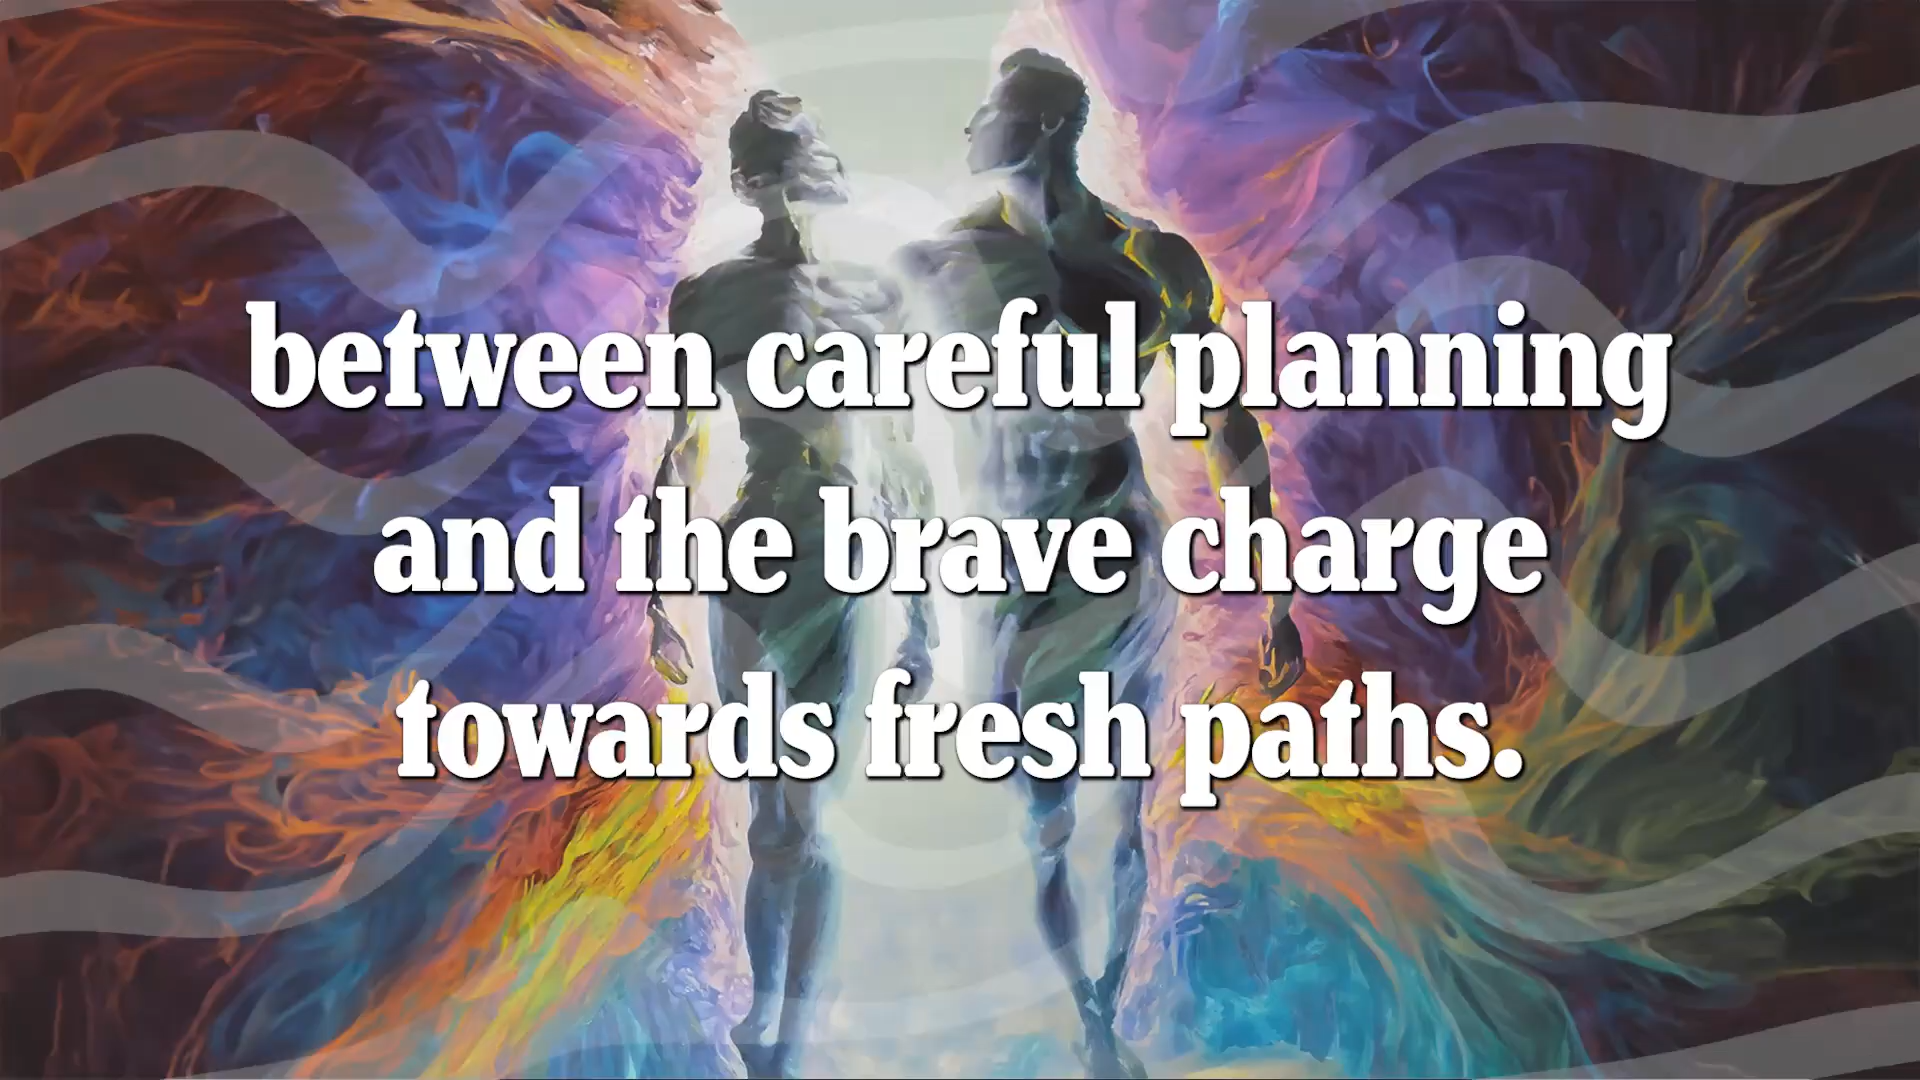 between careful planning
and the brave charge
towards fresh paths.